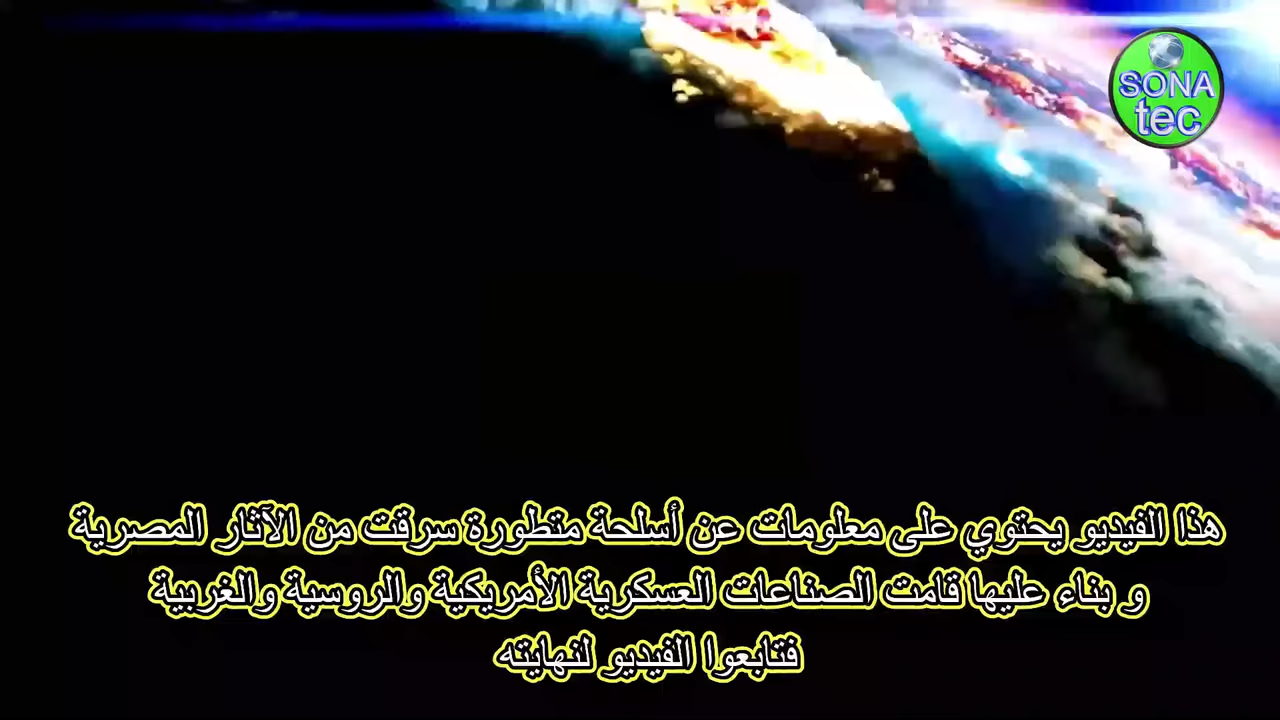 SONA
tec
هذا الفيديو يحتوي على معلومات عن أسلحة متطورة سرقت من الآثار المصرية
و بناء عليها قامت الصناعات العسكرية الأمريكية والروسية والغربية
فتابعوا الفيديو لنهايته